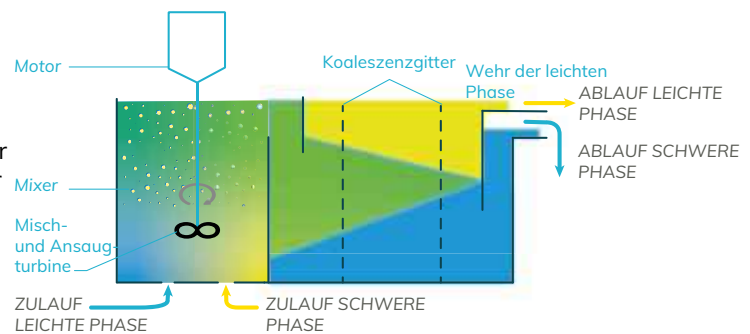 Motor
Koaleszenzgitter
Wehr der leichten
Phase
ABLAUF LEICHTE
PHASE
ABLAUF SCHWERE
PHASE
Mixer
Misch-
und Ansaug-
turbine
ZULAUF
LEICHTE PHASE
ZULAUF SCHWERE
PHASE